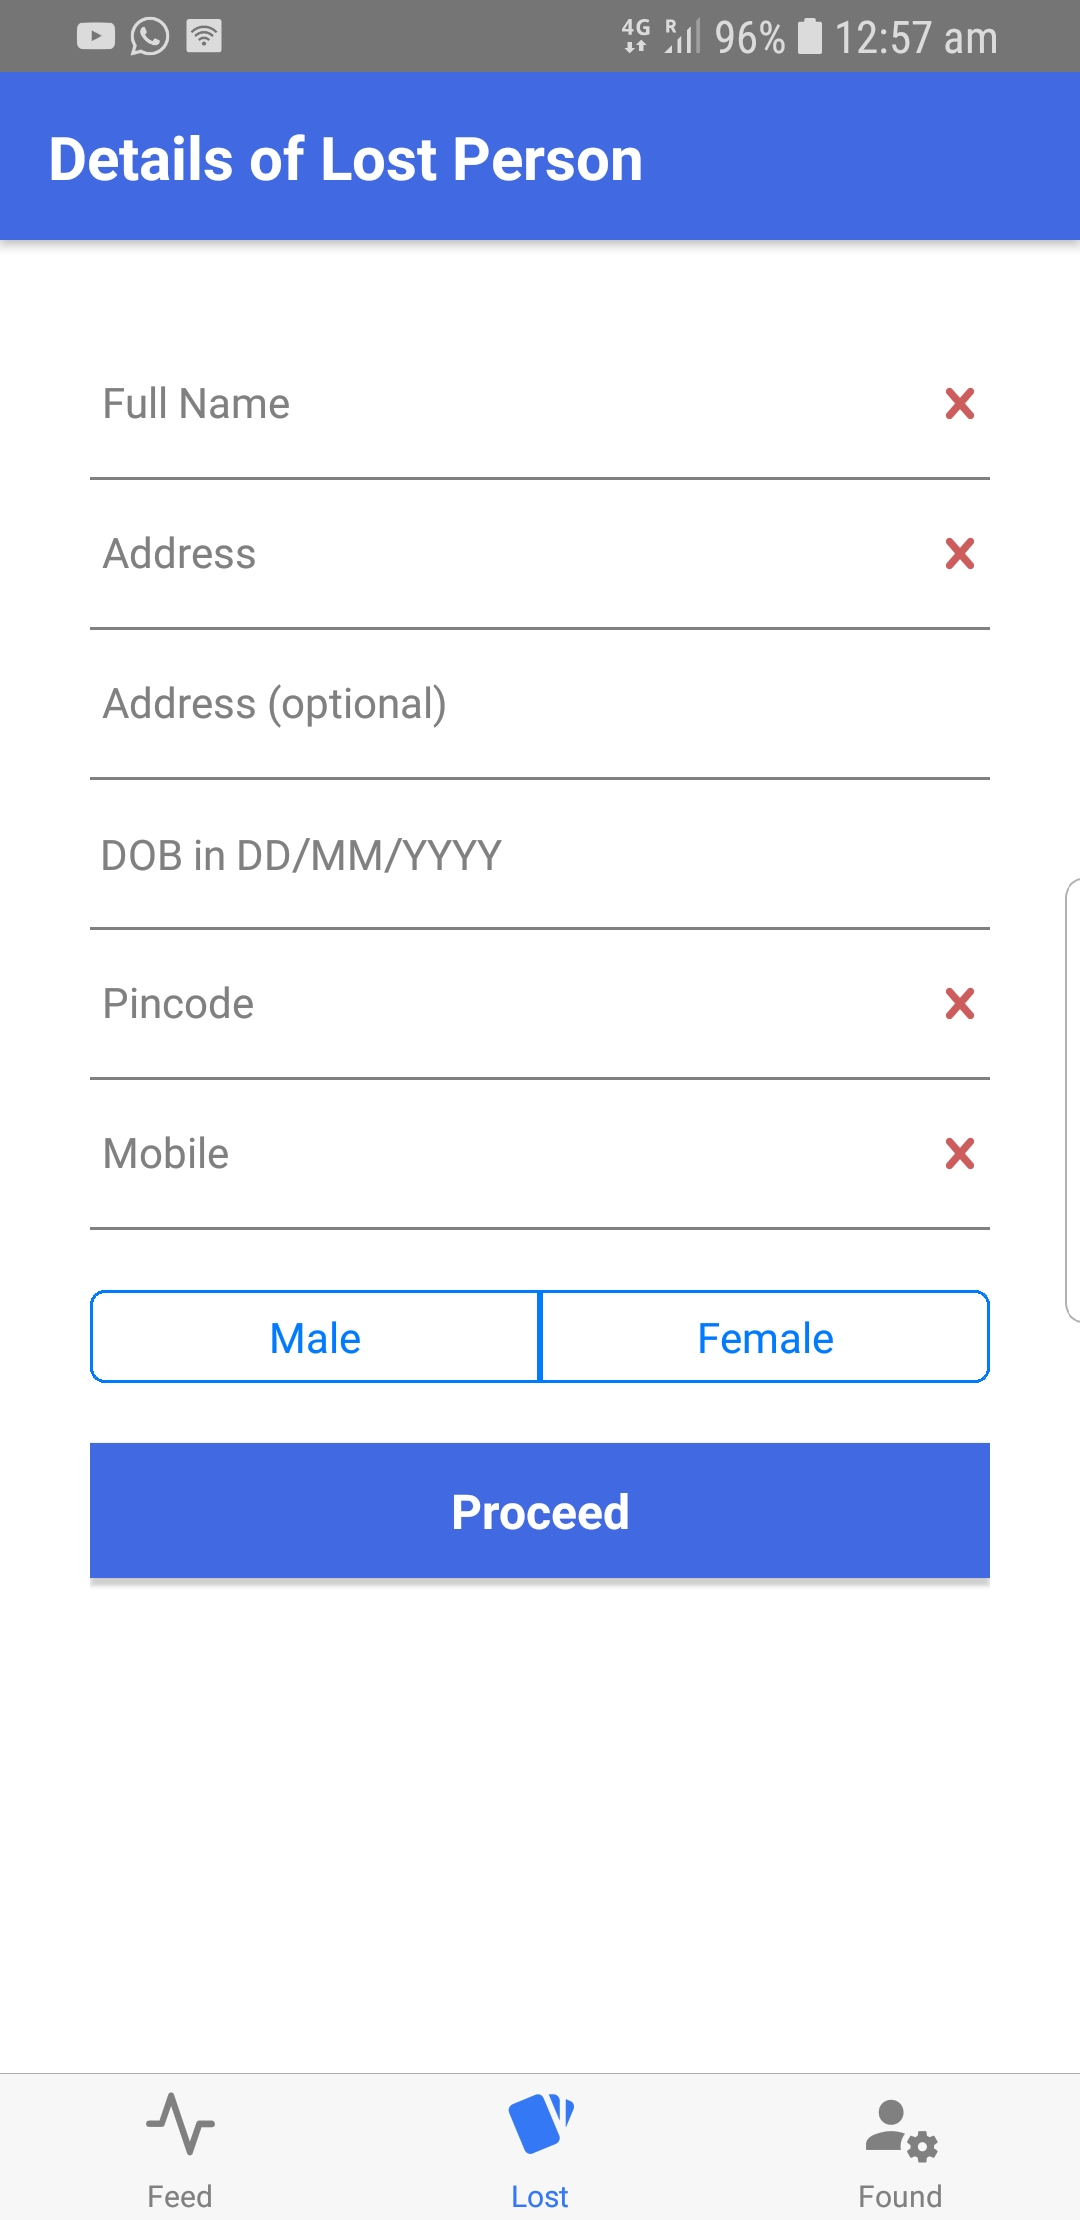 4G R 96% 12:57 am
Details of Lost Person
Full Name
Address
Address (optional)
DOB in DD/MM/YYYY
Pincode
Mobile
Male Female
Proceed
Feed Lost Found